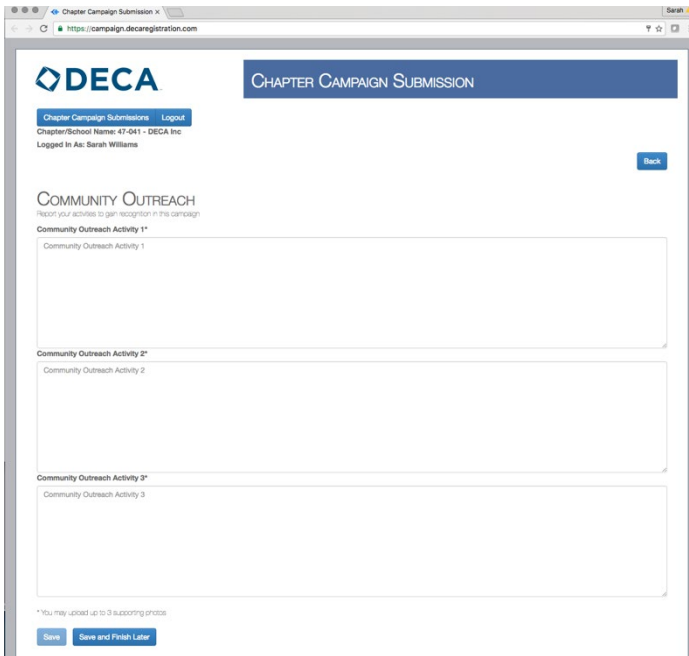 Chapter Campaign Submission ×
Sarah
https://campaign.decaregistration.com
DECA
CHAPTER CAMPAIGN SUBMISSION
Chapter Campaign Submissions Logout
Chapter/School Name: 47-041 - DECA Inc
Logged In As: Sarah Williams
Back
COMMUNITY OUTREACH
Report your activities to gain recognition in this campaign
Community Outreach Activity 1*
Community Outreach Activity 1
Community Outreach Activity 2*
Community Outreach Activity 2
Community Outreach Activity 3*
Community Outreach Activity 3
* You may upload up to 3 supporting photos
Save Save and Finish Later